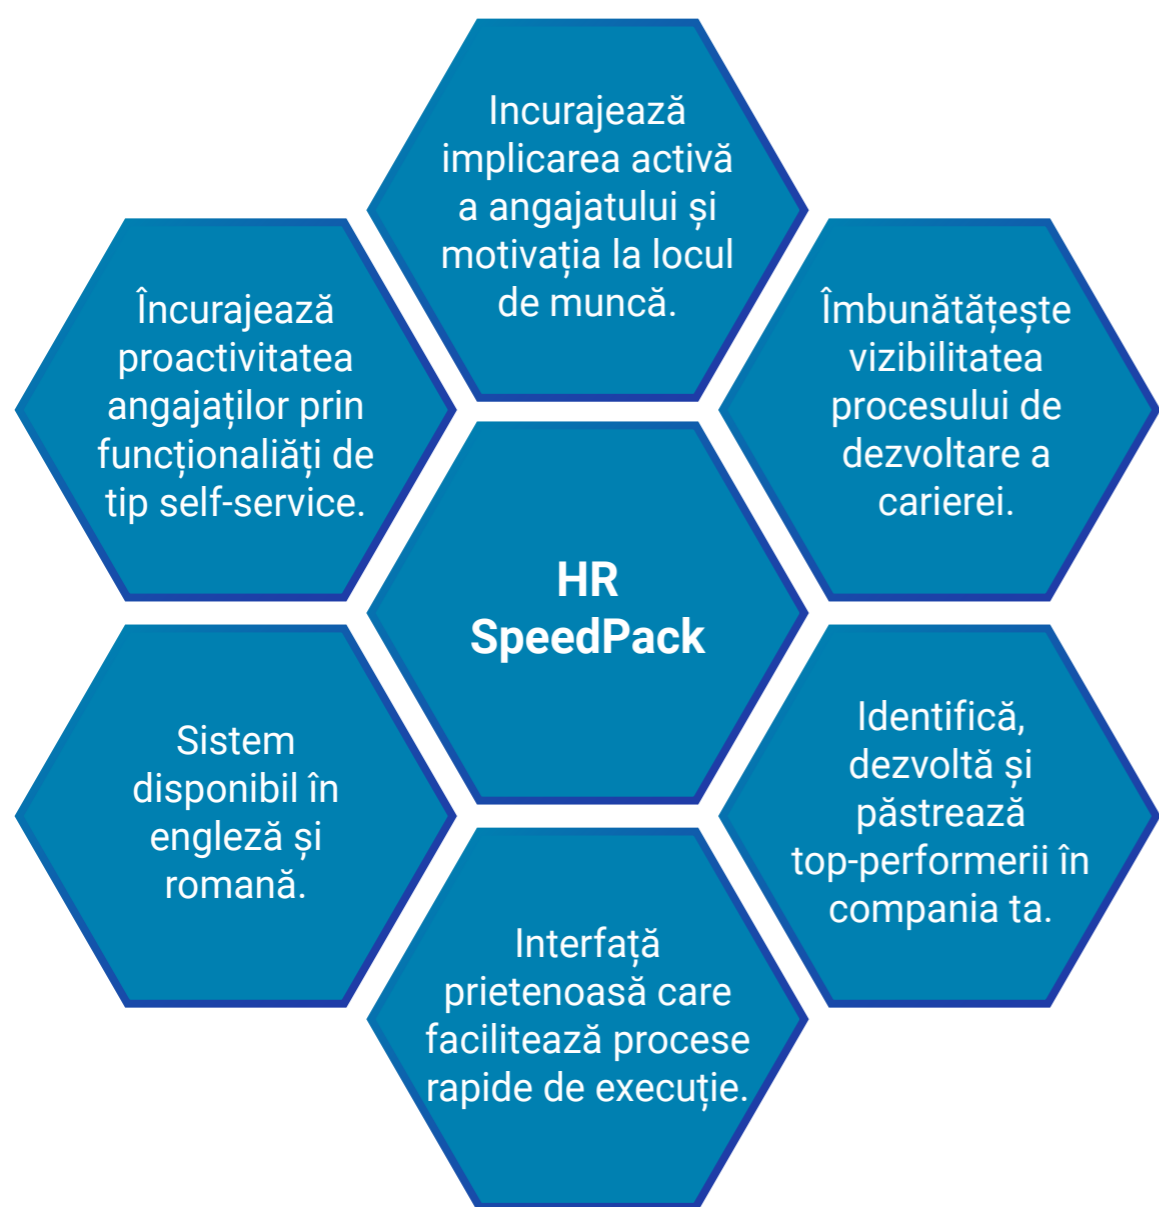 Incurajează
implicarea activă
a angajatului și
motivația la locul
de muncă.
Încurajează
proactivitatea
angajaților prin
funcționaliăți de
tip self-service.
Îmbunătățește
vizibilitatea
procesului de
dezvoltare a
carierei.
HR
SpeedPack
Sistem
disponibil în
engleză și
romană.
Identifică,
dezvoltă și
păstrează
top-performerii în
compania ta.
Interfață
prietenoasă care
facilitează procese
rapide de execuție.